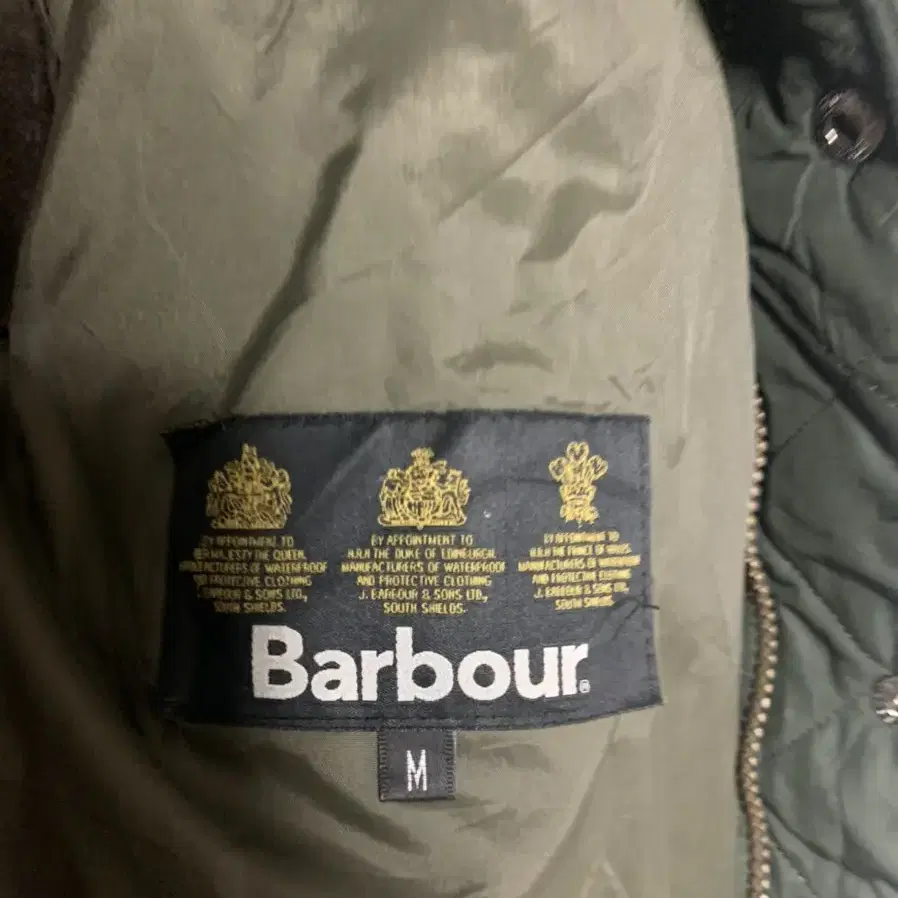 BY APPOINTMENT TO
HER MAJESTY THE QUEEN.
MANUFACTURERS OF WATERPROOF
AND PROTECTIVE CLOTHING
J. BARBOUR & SONS LTD.,
SOUTH SHIELDS.
BY APPOINTMENT TO
H.R.H THE DUKE OF EDINBURGH.
MANUFACTURERS OF WATERPROOF
AND PROTECTIVE CLOTHING
J. BARBOUR & SONS LTD.,
SOUTH SHIELDS.
BY APPOINTMENT TO
H.R.H THE PRINCE OF WALES.
MANUFACTURERS OF WATERPROOF
AND PROTECTIVE CLOTHING
J. BARBOUR & SONS LTD.,
SOUTH SHIELDS.
Barbour®
M